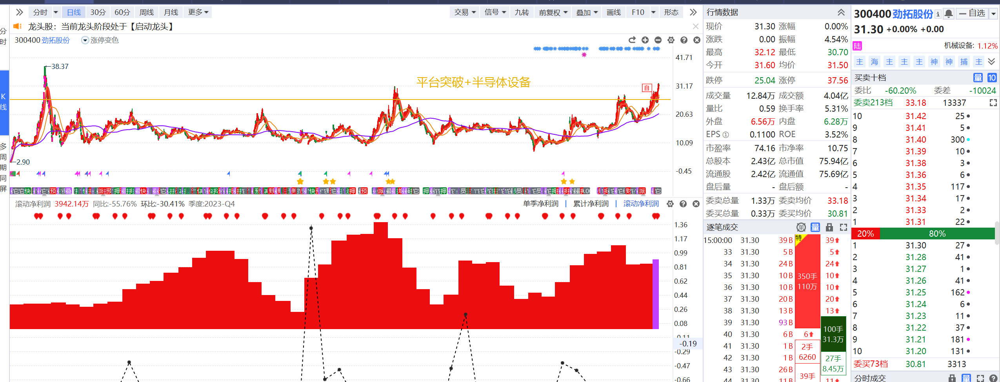 分时 日线 30分 60分 周线 月线 更多 交易 信号 九转 前复权 叠加 画线 F10 形态
龙头股：当前龙头阶段处于【启动龙头】
300400 劲拓股份 涨停变色
分时
K线
多周期同屏
38.37
平台突破+半导体设备
自
2.90
41.71
31.17
20.63
10.09
-0.45
滚动净利润 3942.14万 同比:-55.76% 环比:-30.41% 季度:2023-Q4 单季净利润 累计净利润 滚动净利润
1.36
1.17
0.99
0.81
0.62
0.44
0.26
0.08
-0.19
-0.29
-0.47
-0.66
行情数据
现价 31.30 涨幅 0.00%
涨跌 0.00 振幅 4.54%
最高 32.12 最低 30.70
今开 31.60 均价 31.50
跌停 25.04 涨停 37.56
成交量 12.84万 成交额 4.04亿
量比 0.59 换手率 5.31%
外盘 6.56万 内盘 6.28万
EPS ① 0.1100 ROE 3.52%
市盈率 74.16 市净率 10.75
总股本 2.43亿 总市值 75.94亿
流通股 2.42亿 流通值 75.69亿
盘后量 - 盘后额 -
委卖总量 1.33万 委卖均价 33.18
委买总量 0.33万 委买均价 30.81
逐笔成交 单 量
15:00:00 31.30 39 B
33 31.30 5 B
34 31.30 24 B
35 31.30 10 B
36 31.30 10 B
37 31.30 20 B
38 31.30 13 B
39 31.30 93 B
40 31.30 6 B
41 31.30 1 B
42 31.30 1 B
43 31.30 26 B
44 31.30 11 B
特
350手
110万
6
2手
6260
39手
39
5
24
10
10
20
13
100手
31.3万
27手
8.45万
11
300400 劲拓股份 自选
31.30 +0.00% +0.00
陆 机械设备: 1.12%
主 海 主 主 主 神 神 捕 主
买卖十档 量 10
委比 -60.20% 委差 -10024
委卖213档 33.18 13337
10 31.42 25
9 31.41 5
8 31.40 300
7 31.39 10
6 31.38 3
5 31.36 6
4 31.35 117
3 31.34 17
2 31.33 2
1 31.31 22
20% 80%
1 31.30 27
2 31.28 41
3 31.27 1
4 31.26 41
5 31.25 162
6 31.24 6
7 31.23 11
8 31.22 37
9 31.21 181
10 31.20 131
委买73档 30.81 3313
分时成交 量